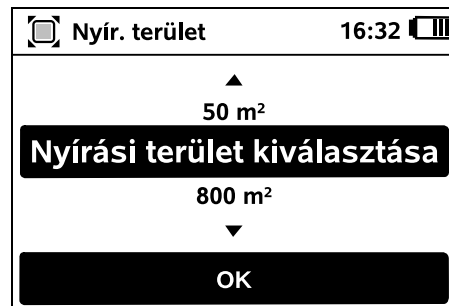 Nyír. terület 16:32
50 m²
Nyírási terület kiválasztása
800 m²
OK